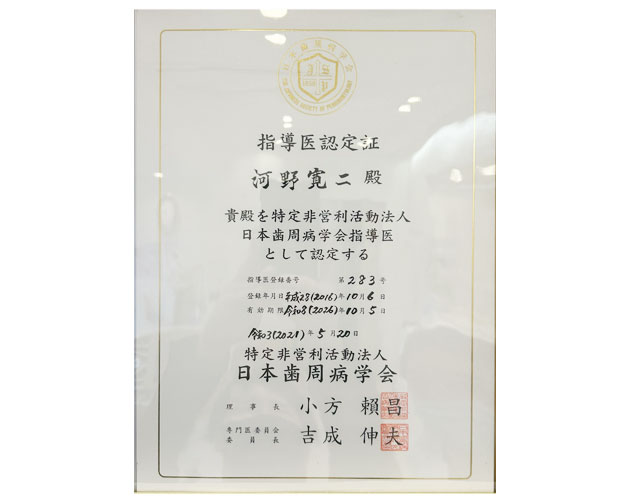 指導医認定証
河野寛二 殿
貴殿を特定非営利活動法人
日本歯周病学会指導医
として認定する
指導医登録番号 第283号
登録年月日 平成28(2016)年10月6日
有効期限 令和8(2026)年10月5日
令和3(2021)年5月20日
特定非営利活動法人
日本歯周病学会
理事長 小方賴昌
専門医委員会
委員長 吉成伸夫